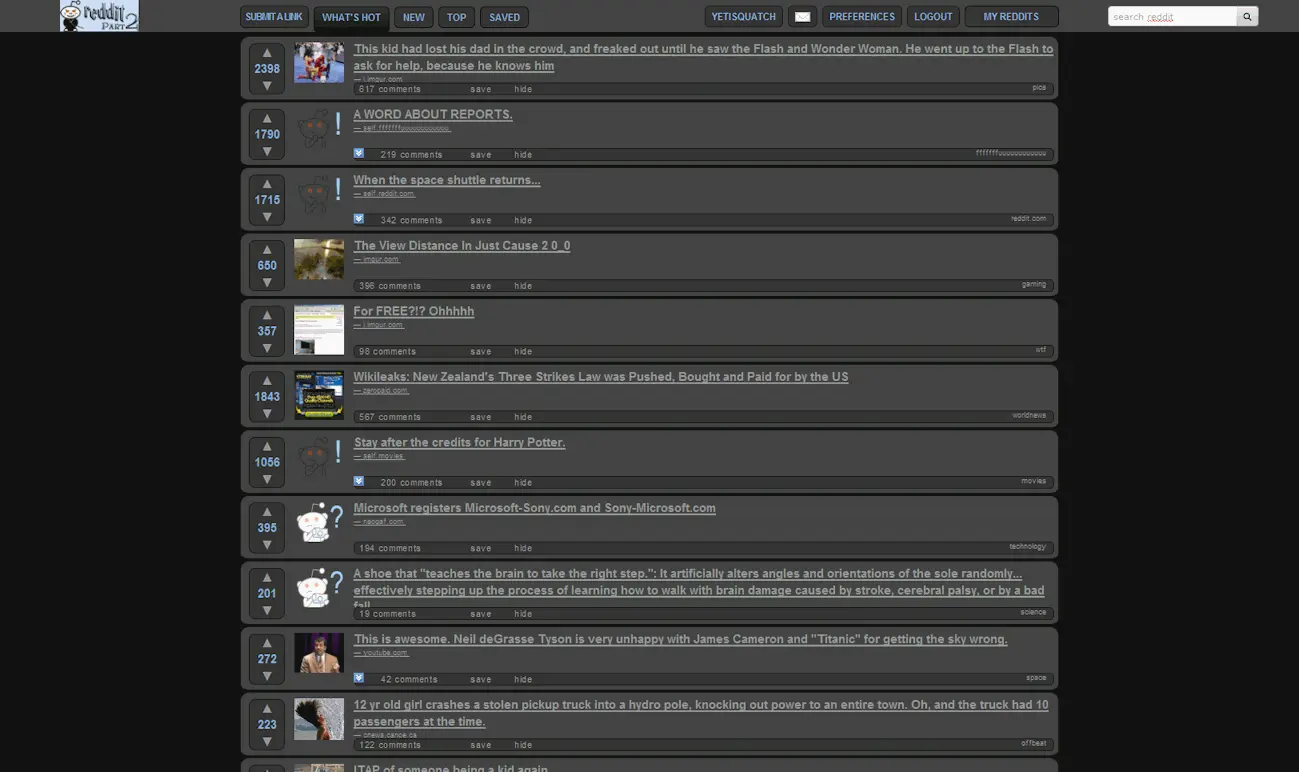 reddit PART 2
SUBMIT A LINK WHAT'S HOT NEW TOP SAVED YETISQUATCH PREFERENCES LOGOUT MY REDDITS search reddit
2398
This kid had lost his dad in the crowd, and freaked out until he saw the Flash and Wonder Woman. He went up to the Flash to
ask for help, because he knows him
— i.imgur.com
617 comments save hide pics
1790
A WORD ABOUT REPORTS.
219 comments save hide
1715
When the space shuttle returns...
— self.reddit.com
342 comments save hide reddit.com
650
The View Distance In Just Cause 2 0_0
— imgur.com
396 comments save hide gaming
357
For FREE?!? Ohhhhh
— i.imgur.com
98 comments save hide wtf
1843
Wikileaks: New Zealand's Three Strikes Law was Pushed, Bought and Paid for by the US
— zeropaid.com
567 comments save hide worldnews
1056
Stay after the credits for Harry Potter.
— self.movies
200 comments save hide movies
395
Microsoft registers Microsoft-Sony.com and Sony-Microsoft.com
— neogaf.com
194 comments save hide technology
201
A shoe that "teaches the brain to take the right step.": It artificially alters angles and orientations of the sole randomly...
effectively stepping up the process of learning how to walk with brain damage caused by stroke, cerebral palsy, or by a bad
fall
19 comments save hide science
272
This is awesome. Neil deGrasse Tyson is very unhappy with James Cameron and "Titanic" for getting the sky wrong.
— youtube.com
42 comments save hide space
223
12 yr old girl crashes a stolen pickup truck into a hydro pole, knocking out power to an entire town. Oh, and the truck had 10
passengers at the time.
— cnews.canoe.ca
122 comments save hide offbeat
ITAP of someone being a kid again